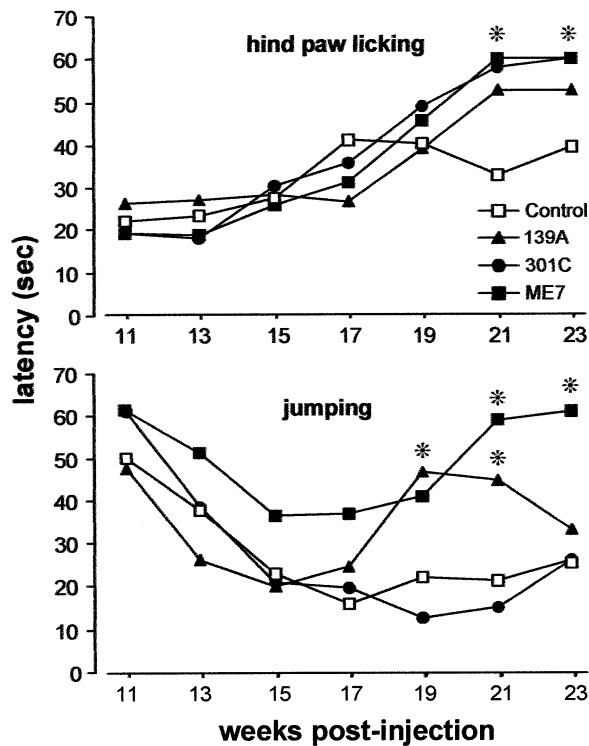 70
60
50
40
30
20
10
0
hind paw licking
※ ※
Control
139A
301C
ME7
11 13 15 17 19 21 23
latency (sec)
70
60
50
40
30
20
10
0
jumping
※ ※ ※ ※
11 13 15 17 19 21 23
weeks post-injection